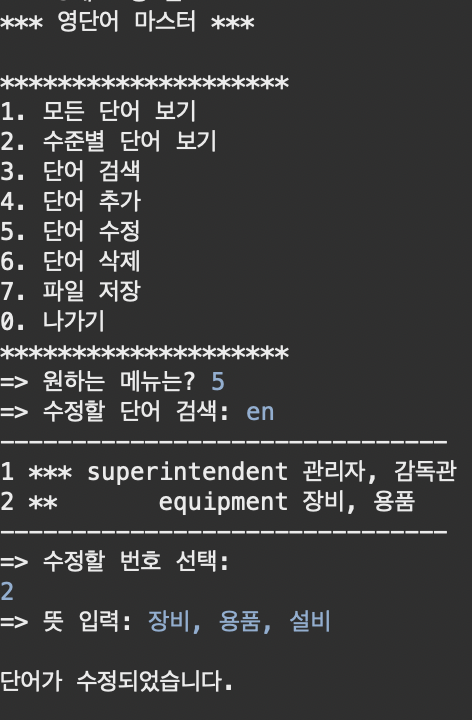 *** 영단어 마스터 ***
********************
1. 모든 단어 보기
2. 수준별 단어 보기
3. 단어 검색
4. 단어 추가
5. 단어 수정
6. 단어 삭제
7. 파일 저장
0. 나가기
********************
=> 원하는 메뉴는? 5
=> 수정할 단어 검색: en
-------------------------------
1 *** superintendent 관리자, 감독관
2 **       equipment 장비, 용품
-------------------------------
=> 수정할 번호 선택:
2
=> 뜻 입력: 장비, 용품, 설비
단어가 수정되었습니다.